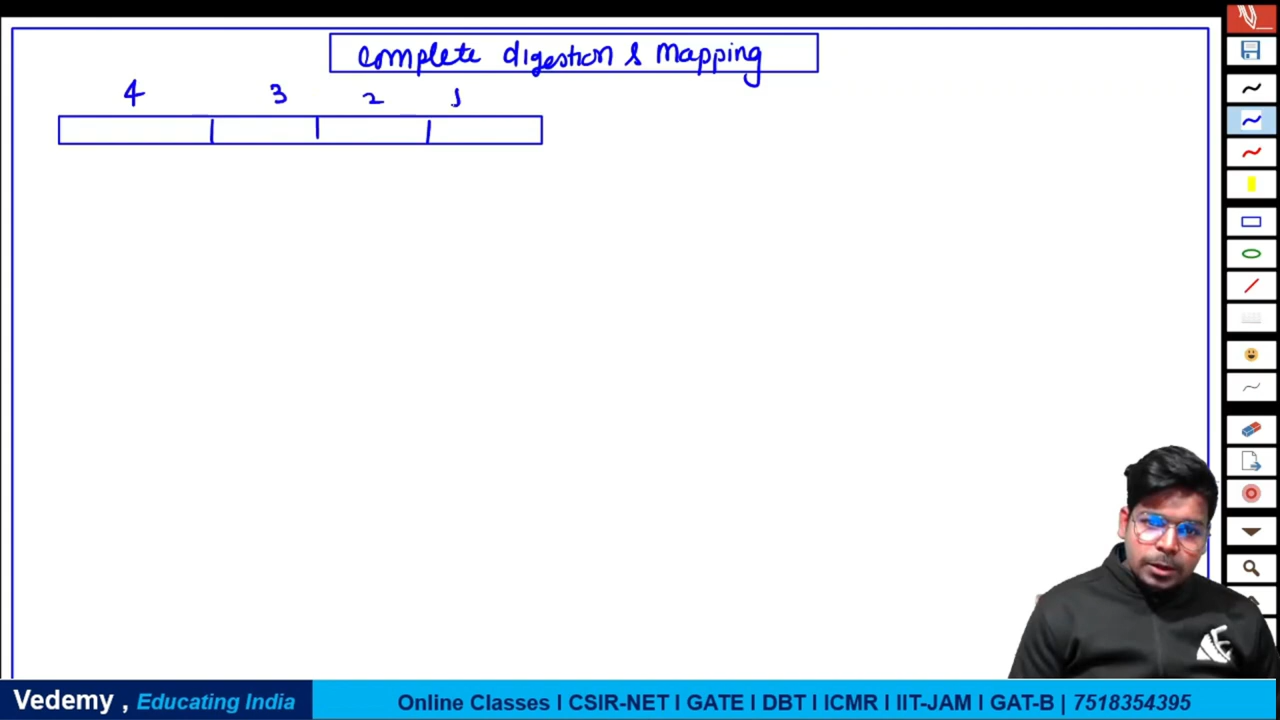 Complete digestion & Mapping
4 3 2 1
Vedemy , Educating India
Online Classes I CSIR-NET I GATE I DBT I ICMR I IIT-JAM I GAT-B | 7518354395